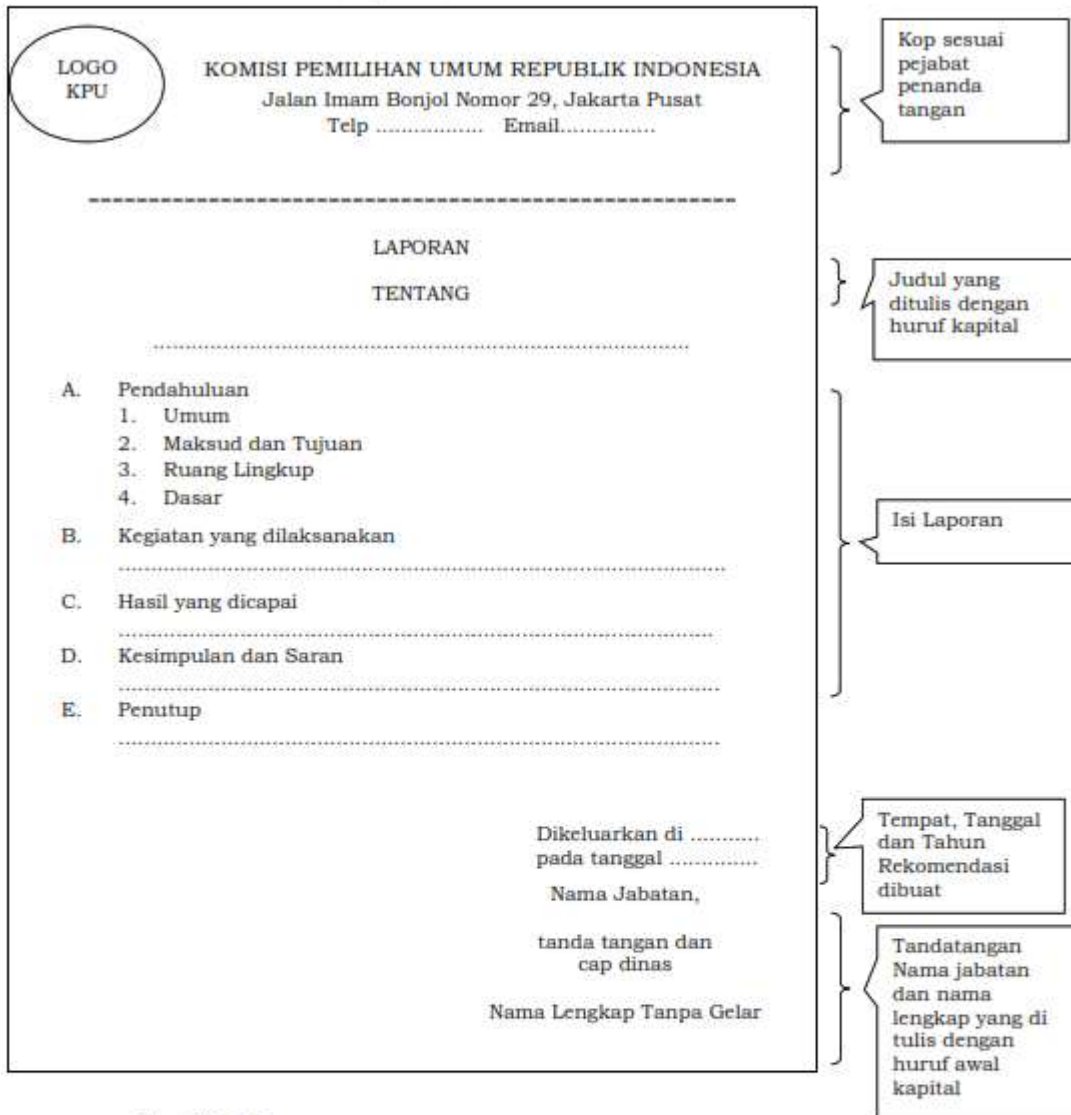 LOGO
KPU
KOMISI PEMILIHAN UMUM REPUBLIK INDONESIA
Jalan Imam Bonjol Nomor 29, Jakarta Pusat
Telp ................. Email...............
Kop sesuai
pejabat
penanda
tangan
LAPORAN
TENTANG
Judul yang
ditulis dengan
huruf kapital
....................................................................................
A. Pendahuluan
1. Umum
2. Maksud dan Tujuan
3. Ruang Lingkup
4. Dasar
B. Kegiatan yang dilaksanakan
...............................................................................................
C. Hasil yang dicapai
.............................................................................................
D. Kesimpulan dan Saran
..............................................................................................
E. Penutup
..............................................................................................
Isi Laporan
Dikeluarkan di ...........
pada tanggal ..............
Nama Jabatan,
tanda tangan dan
cap dinas
Nama Lengkap Tanpa Gelar
Tempat, Tanggal
dan Tahun
Rekomendasi
dibuat
Tandatangan
Nama jabatan
dan nama
lengkap yang di
tulis dengan
huruf awal
kapital